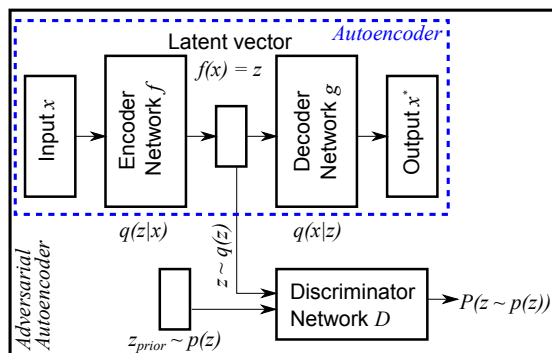 Autoencoder
Latent vector
f(x) = z
Input x
Encoder
Network f
Decoder
Network g
Output x*
q(z|x)
q(x|z)
z ~ q(z)
Adversarial
Autoencoder
z_prior ~ p(z)
Discriminator
Network D
P(z ~ p(z))